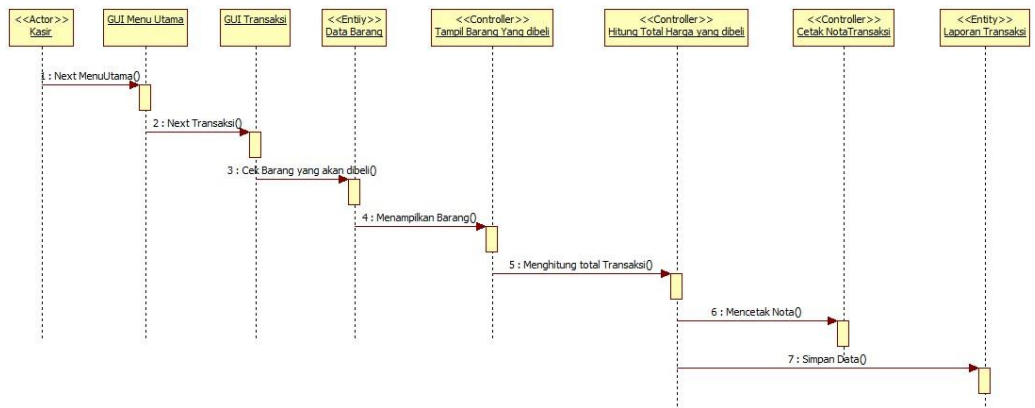 <<Actor>>
Kasir
GUI Menu Utama
GUI Transaksi
<<Entiiy>>
Data Barang
<<Controller>>
Tampil Barang Yang dibeli
<<Controller>>
Hitung Total Harga yang dibeli
<<Controller>>
Cetak NotaTransaksi
<<Entity>>
Laporan Transaksi
1 : Next MenuUtama()
2 : Next Transaksi()
3 : Cek Barang yang akan dibeli()
4 : Menampilkan Barang()
5 : Menghitung total Transaksi()
6 : Mencetak Nota()
7 : Simpan Data()